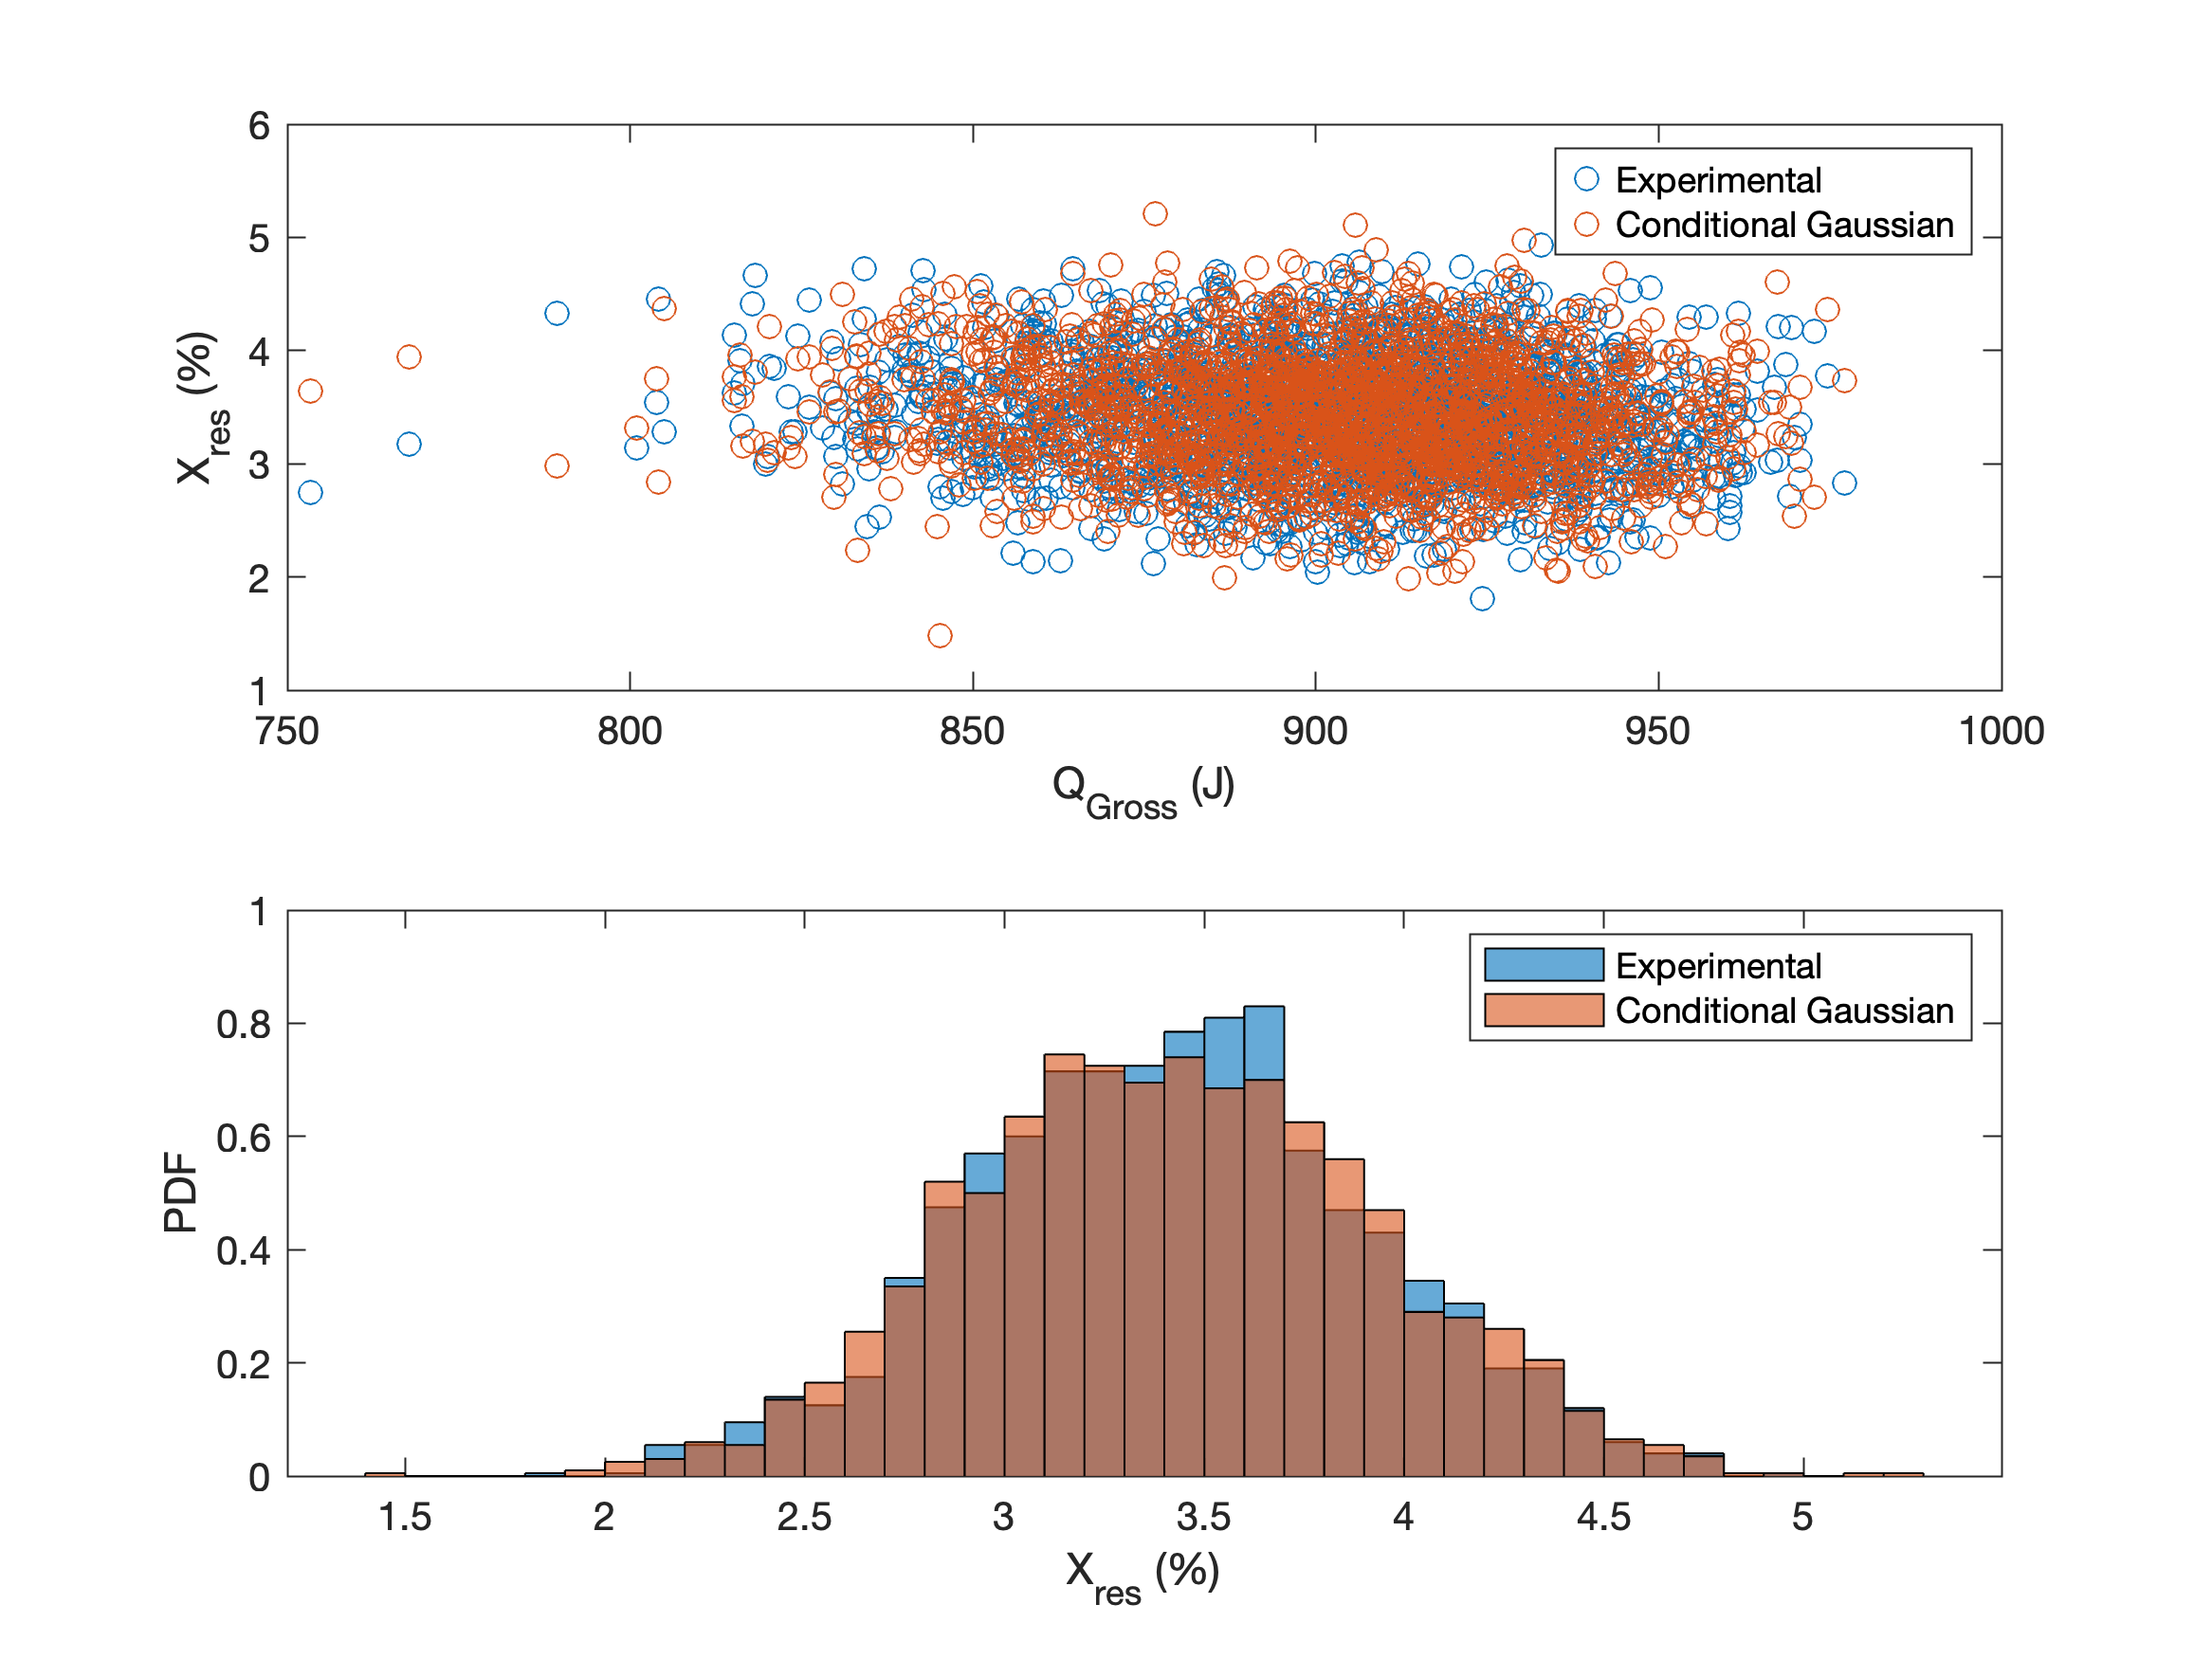 6
5
4
3
2
1
X_res (%)
Experimental
Conditional Gaussian
750 800 850 900 950 1000
Q_Gross (J)
1
0.8
0.6
0.4
0.2
0
PDF
Experimental
Conditional Gaussian
1.5 2 2.5 3 3.5 4 4.5 5
X_res (%)